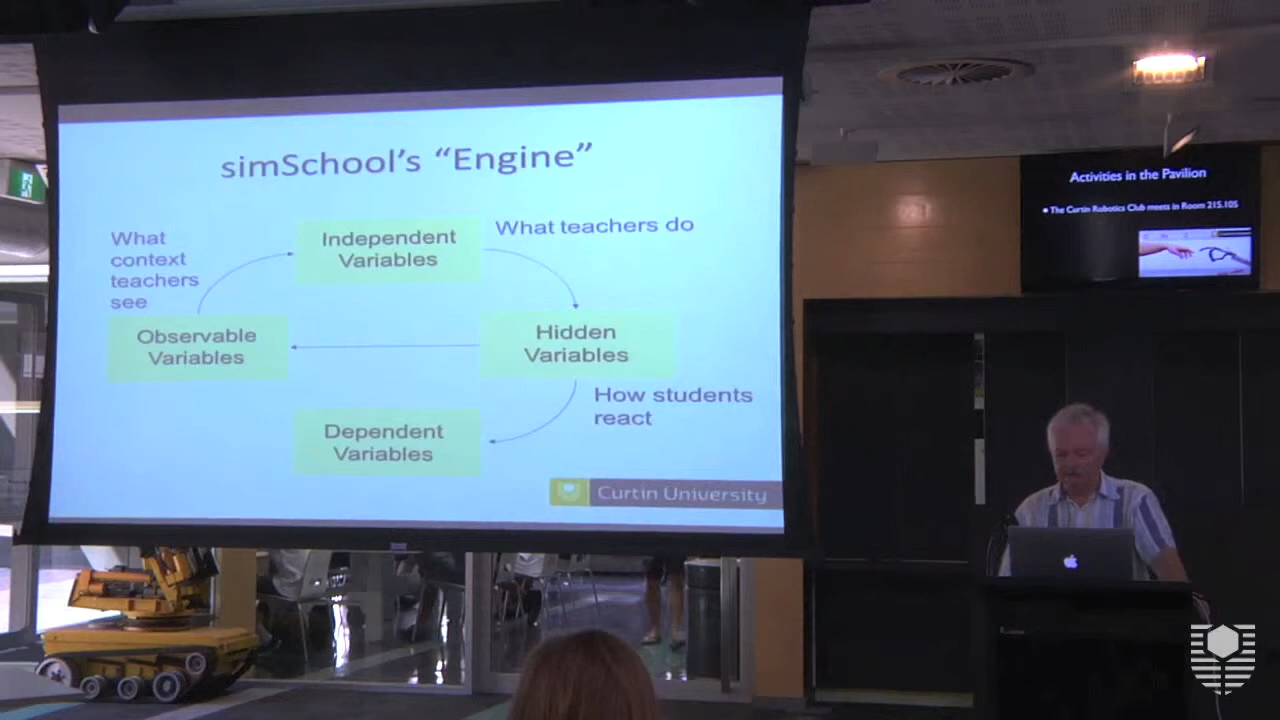 simSchool's "Engine"
What
context
teachers
see
Independent
Variables
What teachers do
Observable
Variables
Hidden
Variables
How students
react
Dependent
Variables
Curtin University
Activities in the Pavilion
• The Curtin Robotics Club meets in Room 215.105